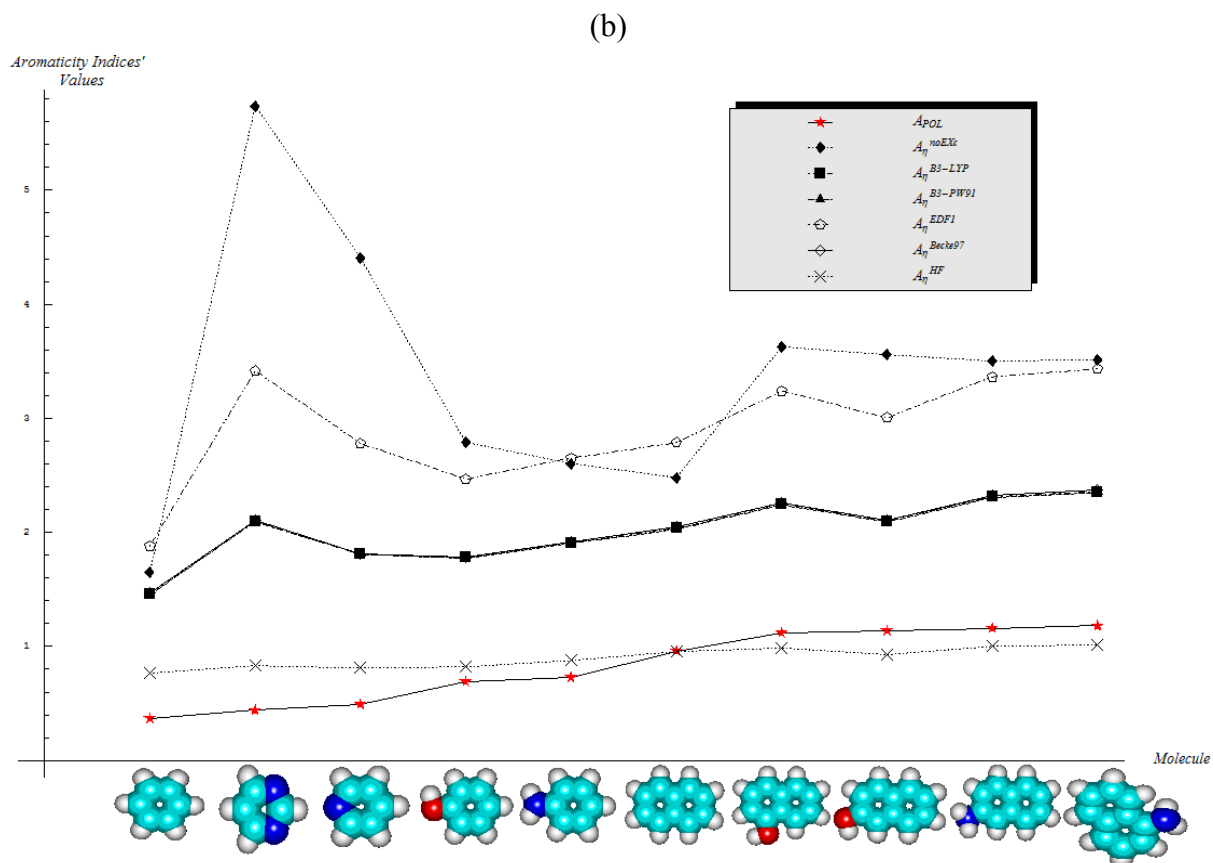 (b)
Aromaticity Indices'
Values
A_POL
A_η^noEXc
A_η^B3-LYP
A_η^B3-PW91
A_η^EDF1
A_η^Becke97
A_η^HF
5
4
3
2
1
Molecule